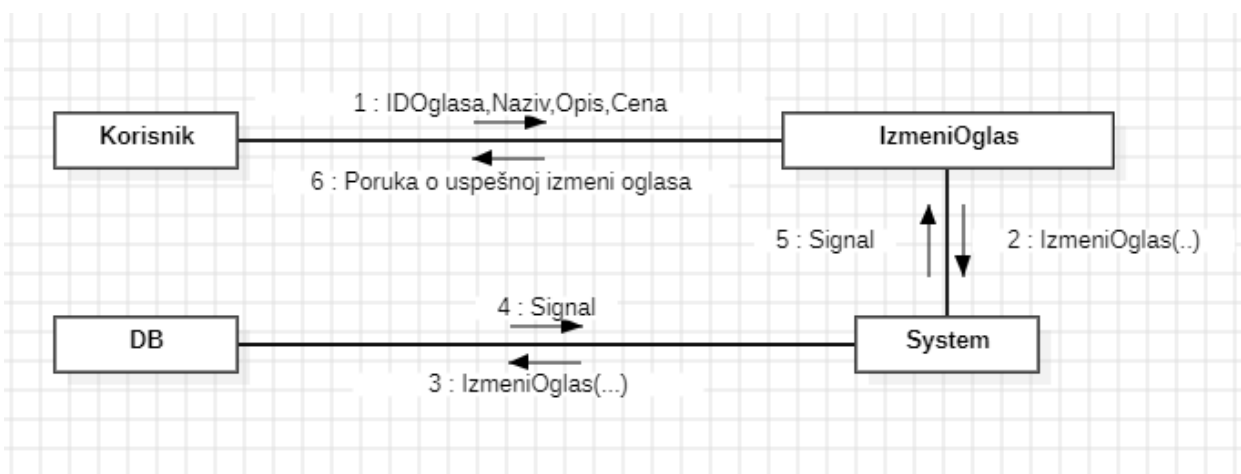 1 : IDOglasa,Naziv,Opis,Cena
Korisnik
IzmeniOglas
6 : Poruka o uspešnoj izmeni oglasa
5 : Signal
2 : IzmeniOglas(..)
4 : Signal
DB
System
3 : IzmeniOglas(...)